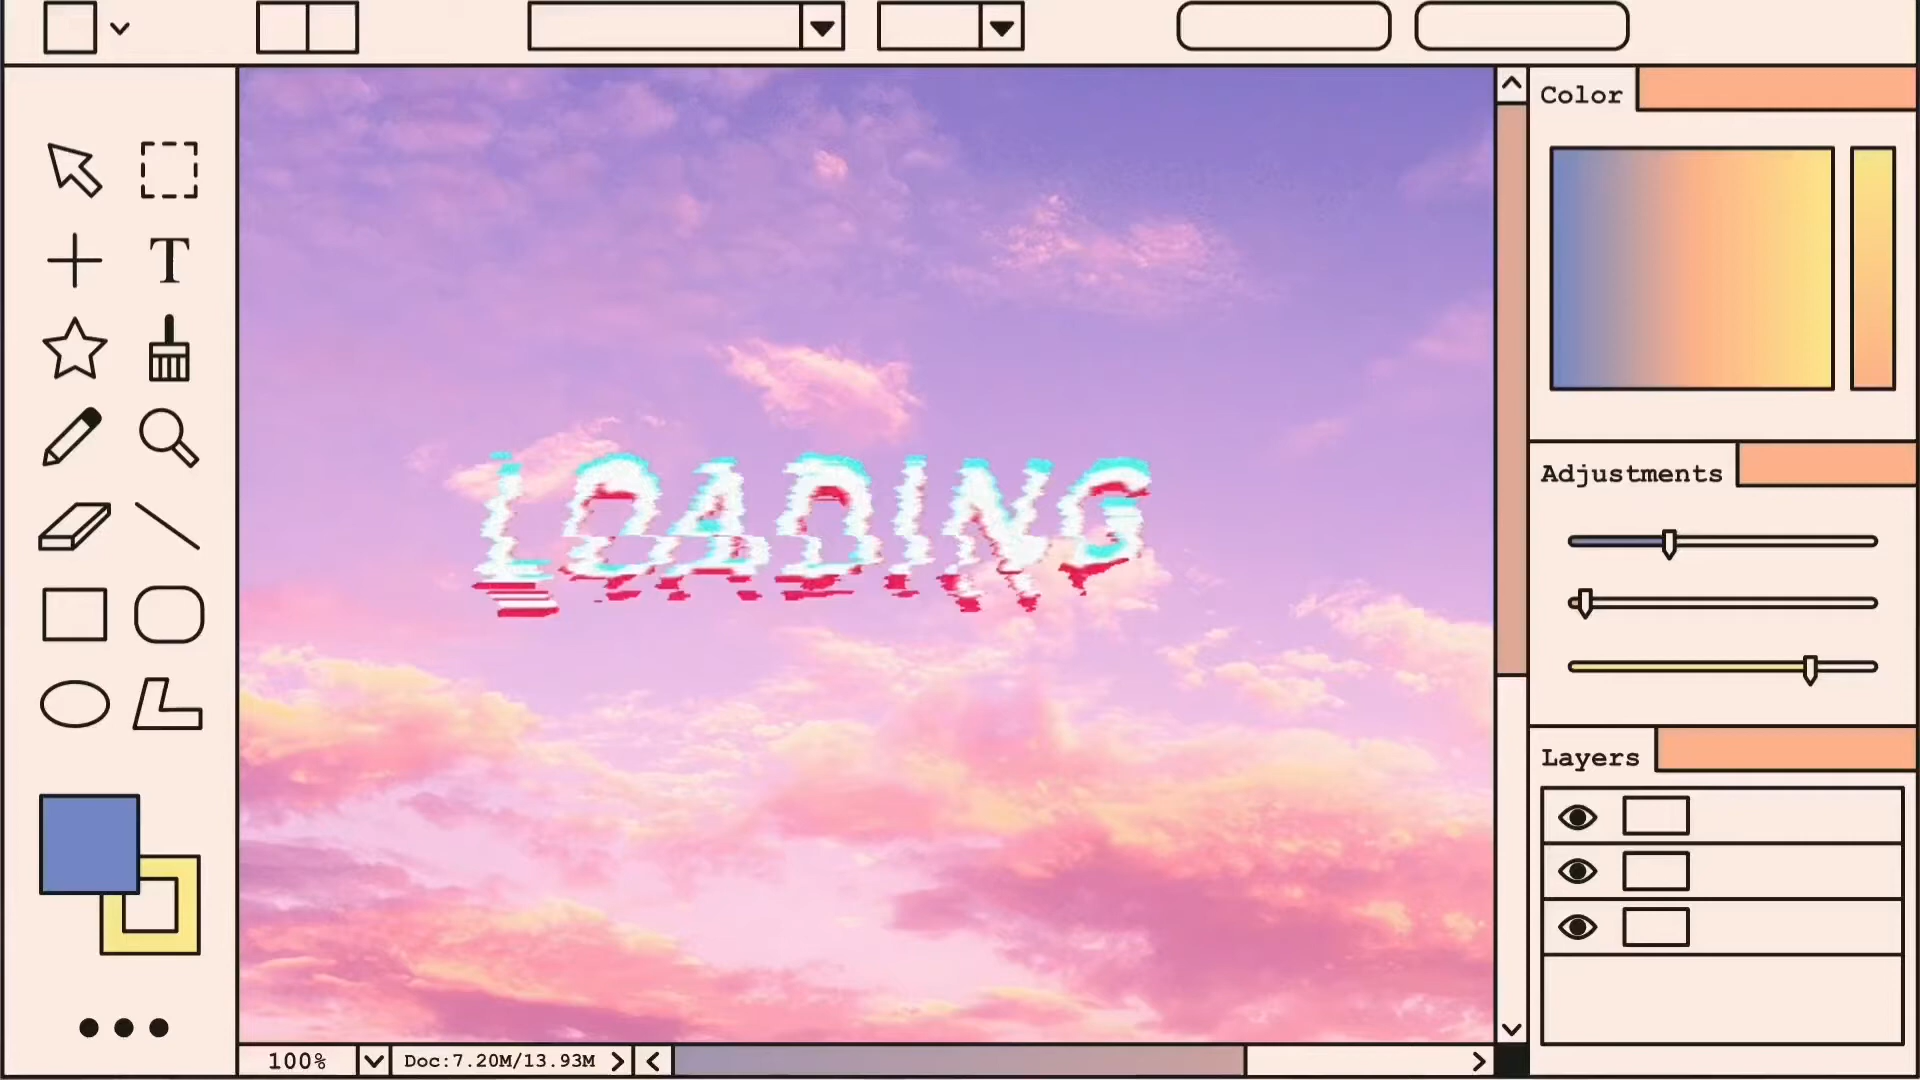 Color
T
LOADING
Adjustments
Layers
100%
Doc:7.20M/13.93M